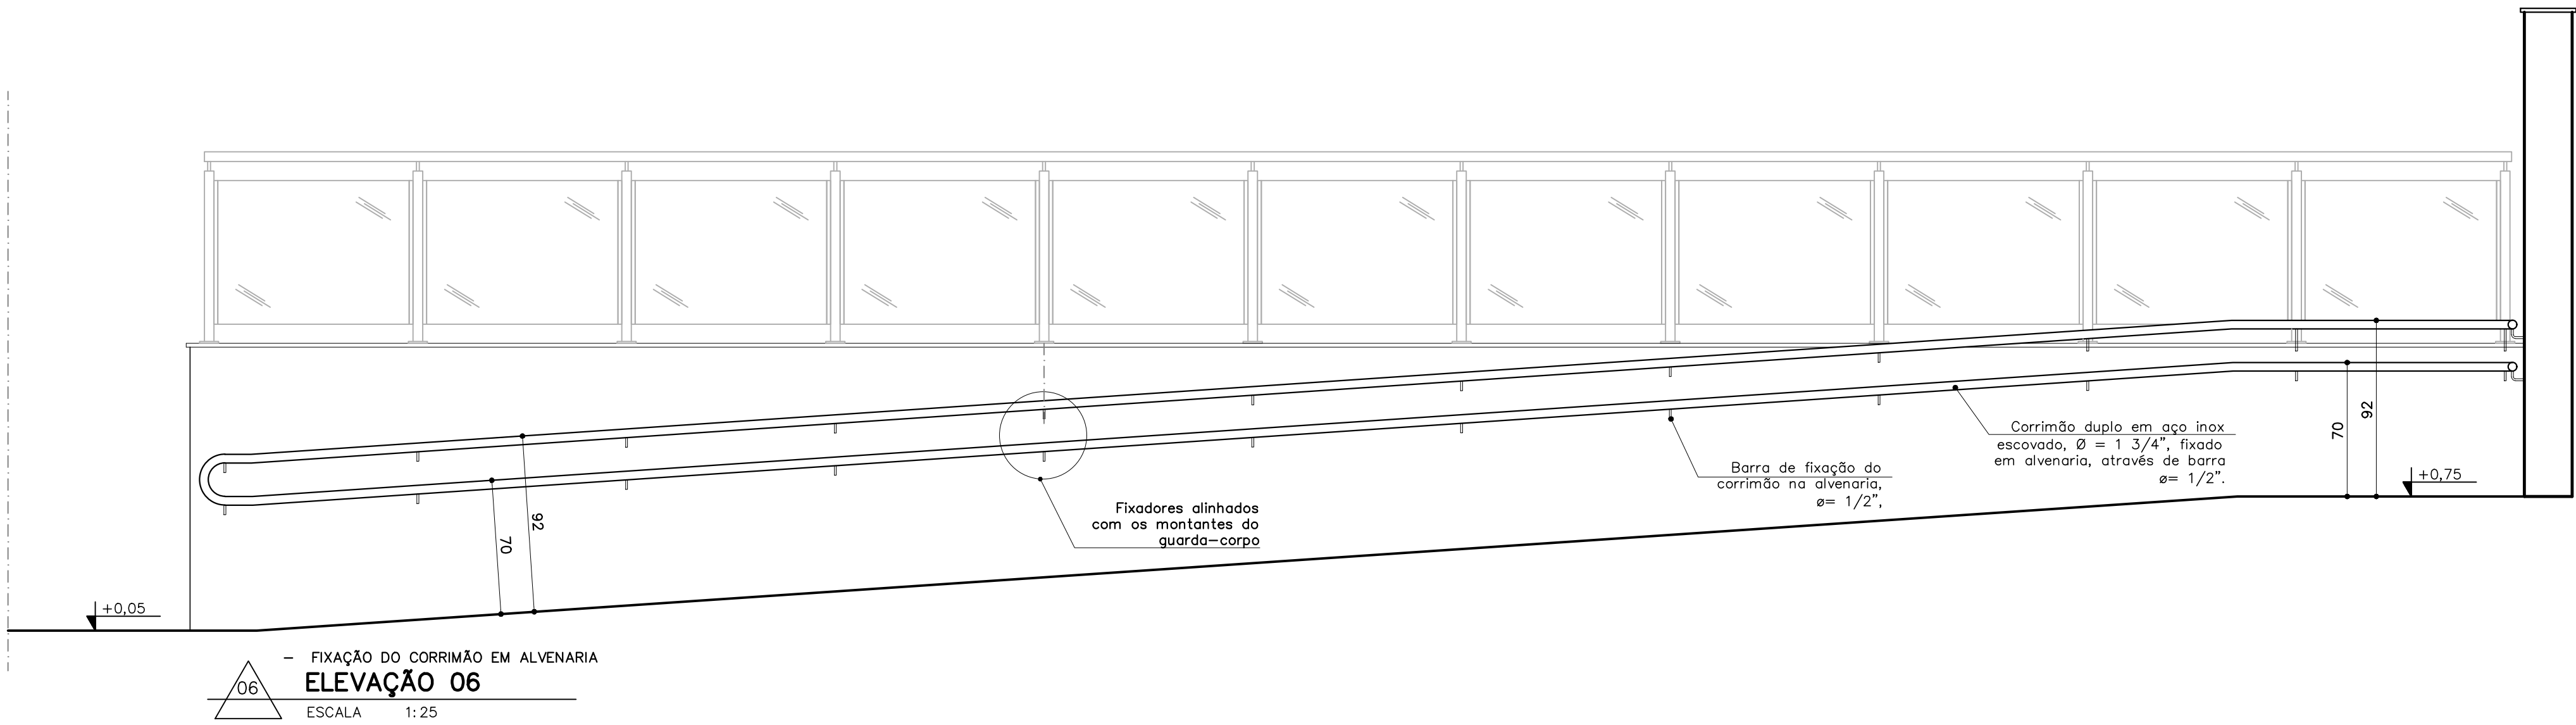 Corrimão duplo em aço inox
escovado, Ø = 1 3/4", fixado
em alvenaria, através de barra
ø= 1/2".
Barra de fixação do
corrimão na alvenaria,
ø= 1/2",
Fixadores alinhados
com os montantes do
guarda-corpo
70
92
70
92
+0,75
+0,05
- FIXAÇÃO DO CORRIMÃO EM ALVENARIA
06
ELEVAÇÃO 06
ESCALA 1:25